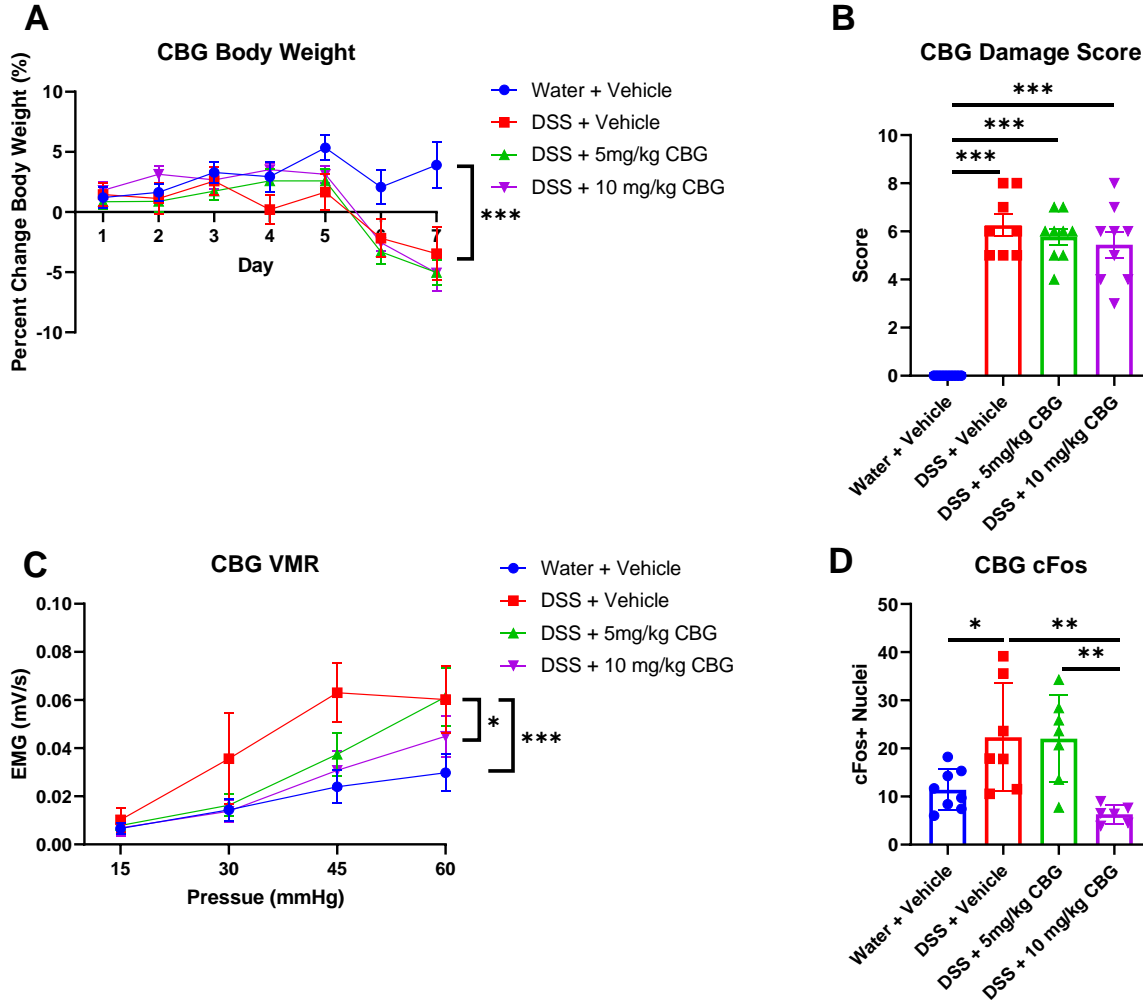 A
CBG Body Weight
Percent Change Body Weight (%)
10
5
0
-5
-10
1 2 3 4 5 6 7
Day
Water + Vehicle
DSS + Vehicle
DSS + 5mg/kg CBG
DSS + 10 mg/kg CBG
***
B
CBG Damage Score
Score
10
8
6
4
2
0
***
***
***
Water + Vehicle
DSS + Vehicle
DSS + 5mg/kg CBG
DSS + 10 mg/kg CBG
C
CBG VMR
EMG (mV/s)
0.10
0.08
0.06
0.04
0.02
0.00
15 30 45 60
Pressue (mmHg)
Water + Vehicle
DSS + Vehicle
DSS + 5mg/kg CBG
DSS + 10 mg/kg CBG
*
***
D
CBG cFos
cFos+ Nuclei
50
40
30
20
10
0
*
**
**
Water + Vehicle
DSS + Vehicle
DSS + 5mg/kg CBG
DSS + 10 mg/kg CBG